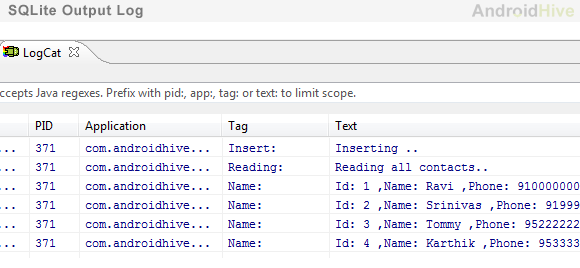 SQLite Output Log
AndroidHive
LogCat
ccepts Java regexes. Prefix with pid:, app:, tag: or text: to limit scope.
PID Application Tag Text
... 371 com.androidhive... Insert: Inserting ..
... 371 com.androidhive... Reading: Reading all contacts..
... 371 com.androidhive... Name: Id: 1 ,Name: Ravi ,Phone: 910000000
... 371 com.androidhive... Name: Id: 2 ,Name: Srinivas ,Phone: 91999
... 371 com.androidhive... Name: Id: 3 ,Name: Tommy ,Phone: 95222222
... 371 com.androidhive... Name: Id: 4 ,Name: Karthik ,Phone: 953333